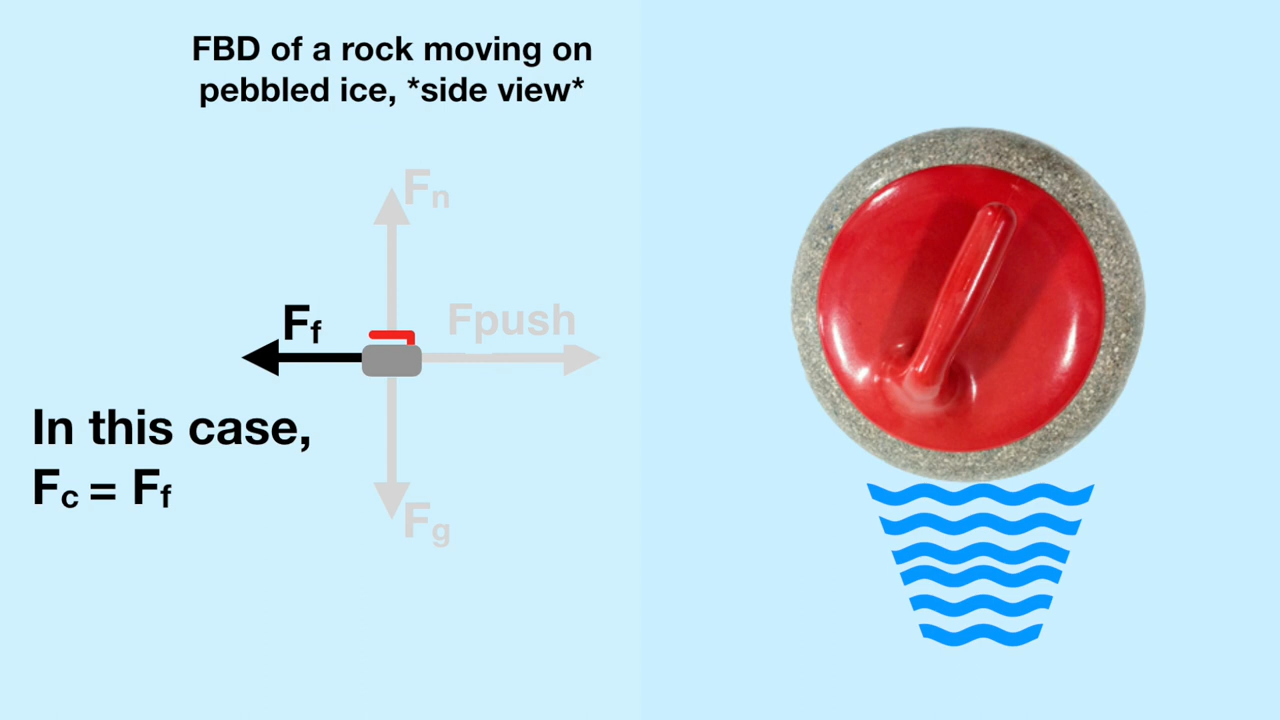 FBD of a rock moving on
pebbled ice, *side view*
Fn
Ff
Fpush
In this case,
Fc = Ff
Fg